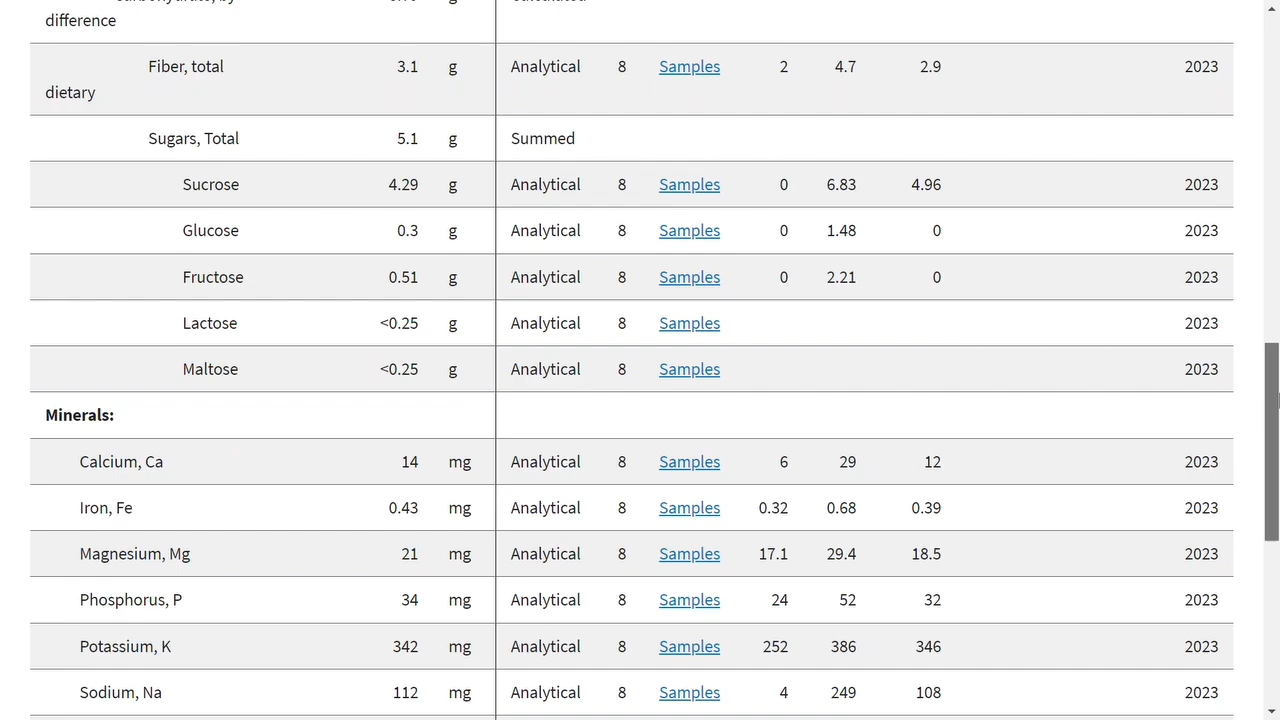 difference
Fiber, total 3.1 g Analytical 8 Samples 2 4.7 2.9 2023
dietary
Sugars, Total 5.1 g Summed
Sucrose 4.29 g Analytical 8 Samples 0 6.83 4.96 2023
Glucose 0.3 g Analytical 8 Samples 0 1.48 0 2023
Fructose 0.51 g Analytical 8 Samples 0 2.21 0 2023
Lactose <0.25 g Analytical 8 Samples 2023
Maltose <0.25 g Analytical 8 Samples 2023
Minerals:
Calcium, Ca 14 mg Analytical 8 Samples 6 29 12 2023
Iron, Fe 0.43 mg Analytical 8 Samples 0.32 0.68 0.39 2023
Magnesium, Mg 21 mg Analytical 8 Samples 17.1 29.4 18.5 2023
Phosphorus, P 34 mg Analytical 8 Samples 24 52 32 2023
Potassium, K 342 mg Analytical 8 Samples 252 386 346 2023
Sodium, Na 112 mg Analytical 8 Samples 4 249 108 2023